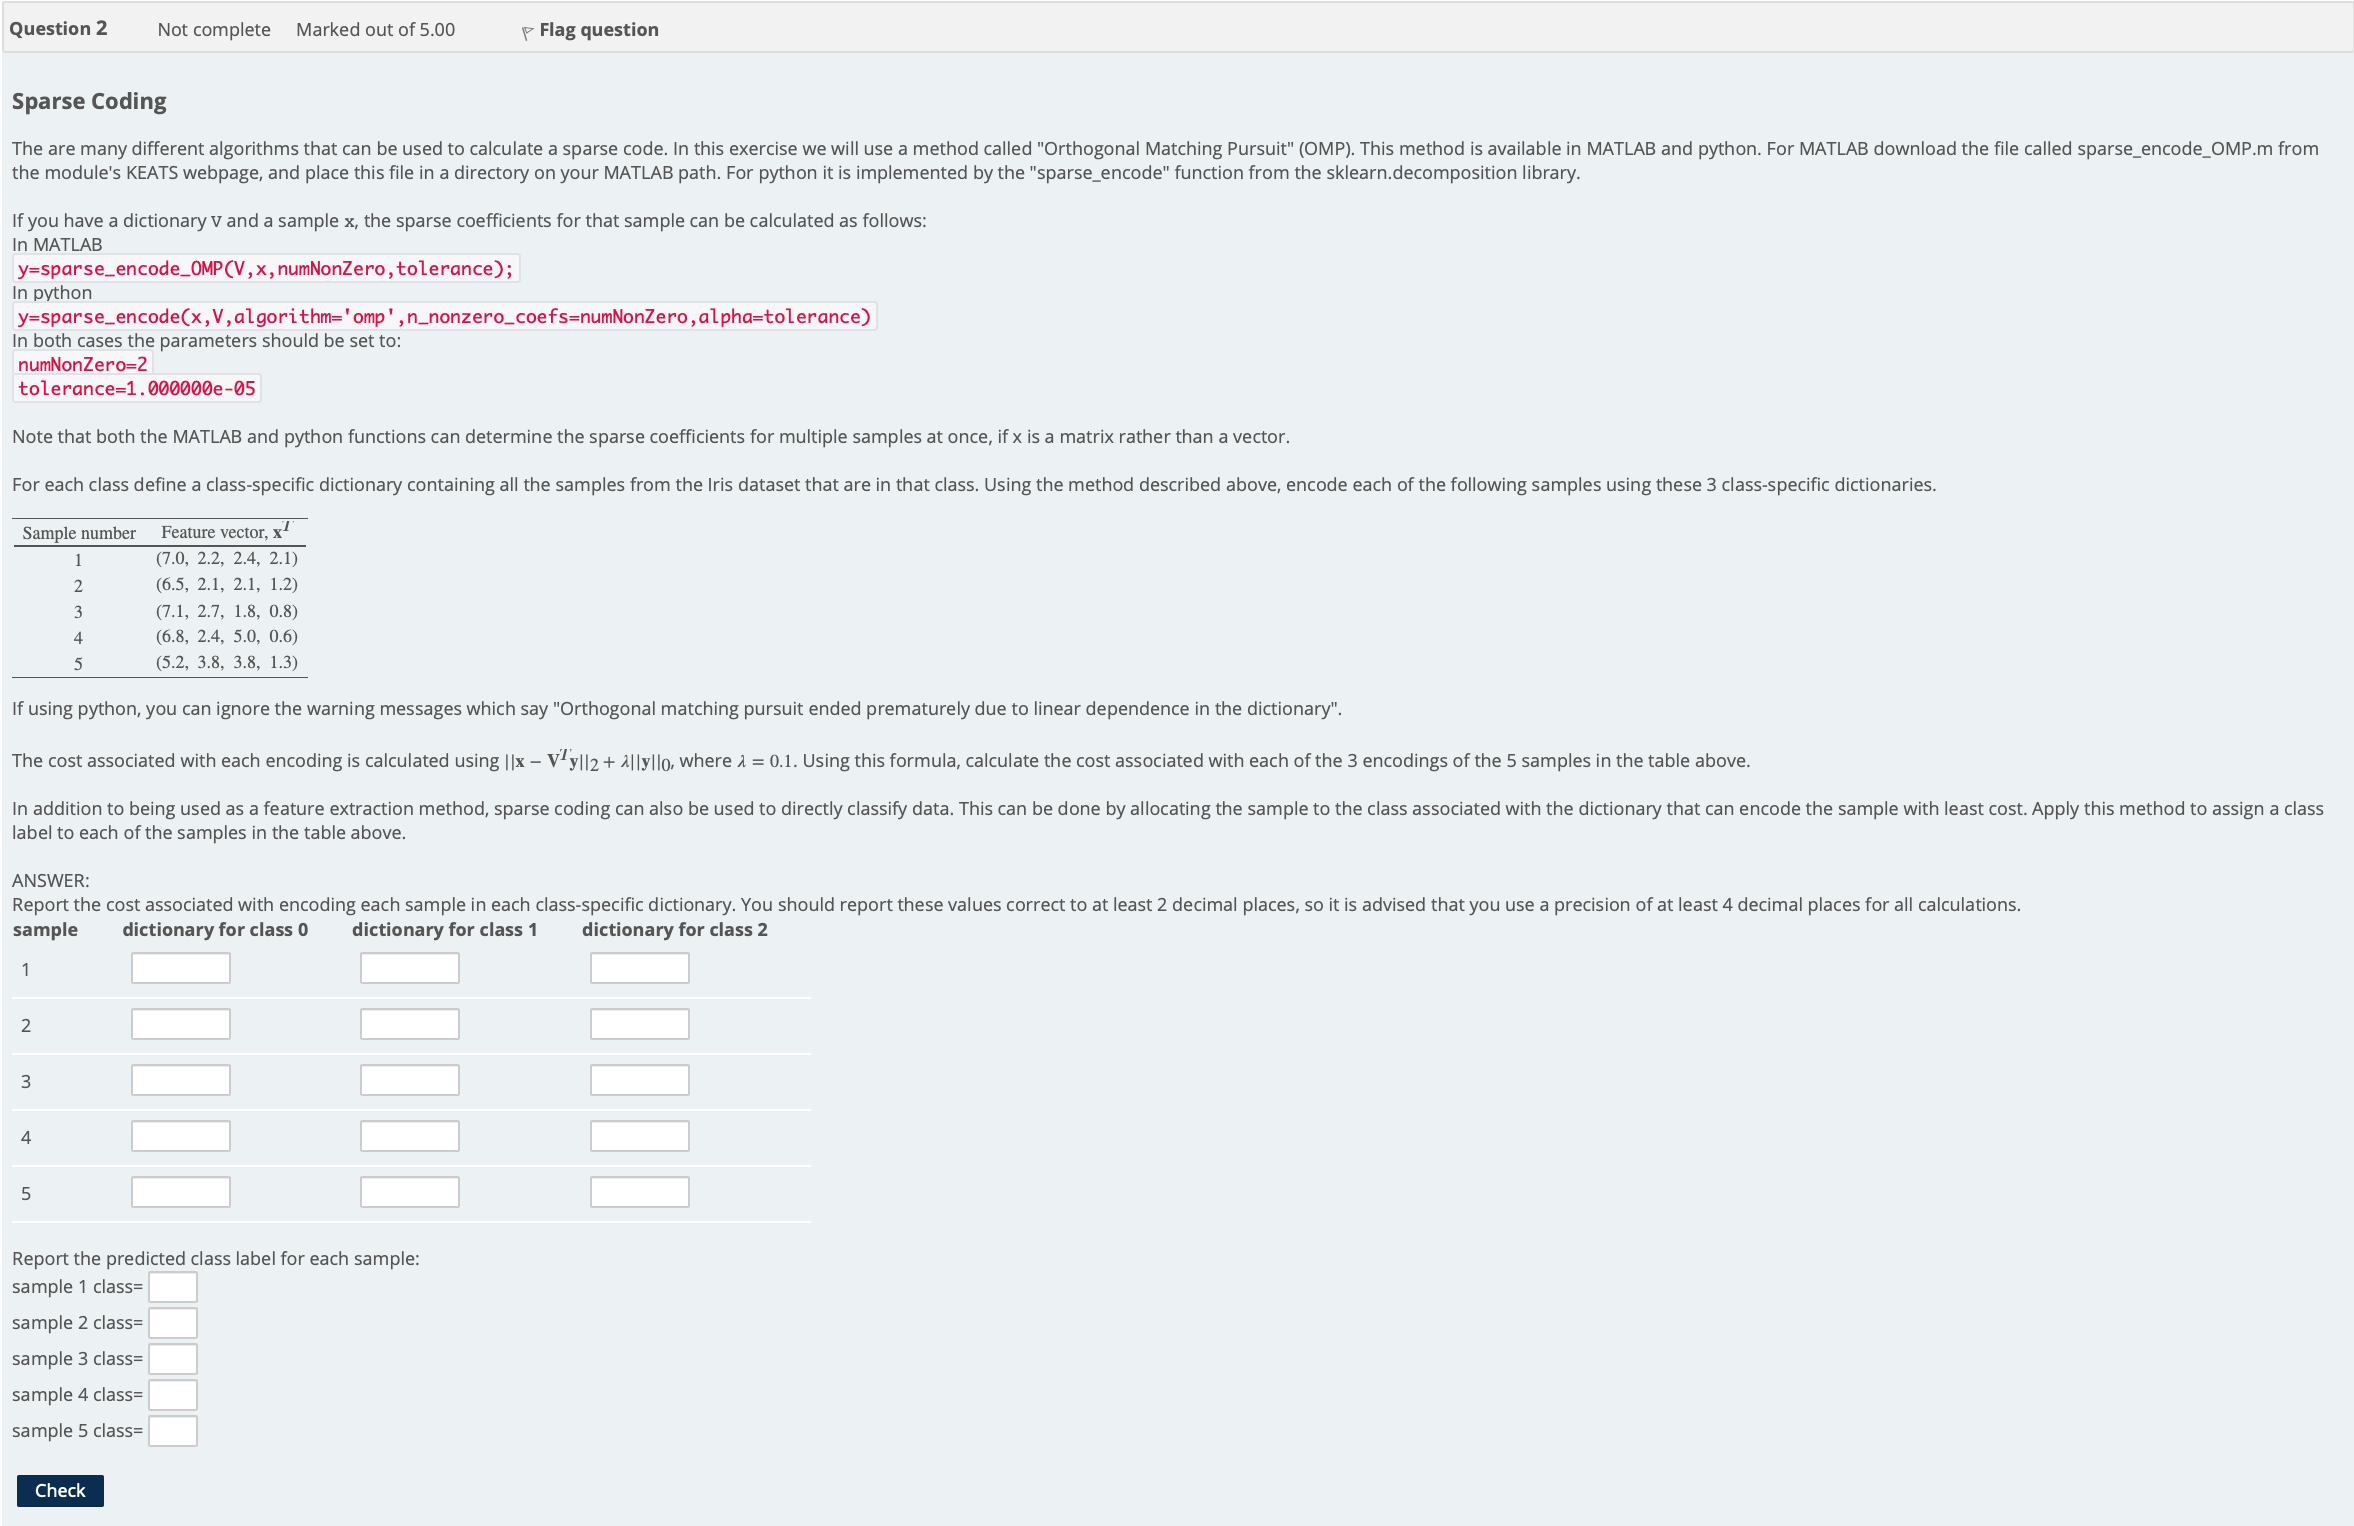 Question 2 Not complete Marked out of 5.00 Flag question
Sparse Coding
The are many different algorithms that can be used to calculate a sparse code. In this exercise we will use a method called "Orthogonal Matching Pursuit" (OMP). This method is available in MATLAB and python. For MATLAB download the file called sparse_encode_OMP.m from
the module's KEATS webpage, and place this file in a directory on your MATLAB path. For python it is implemented by the "sparse_encode" function from the sklearn.decomposition library.
If you have a dictionary V and a sample x, the sparse coefficients for that sample can be calculated as follows:
In MATLAB
y=sparse_encode_OMP(V,x,numNonZero,tolerance);
In python
y=sparse_encode(x,V,algorithm='omp',n_nonzero_coefs=numNonZero,alpha=tolerance)
In both cases the parameters should be set to:
numNonZero=2
tolerance=1.000000e-05
Note that both the MATLAB and python functions can determine the sparse coefficients for multiple samples at once, if x is a matrix rather than a vector.
For each class define a class-specific dictionary containing all the samples from the Iris dataset that are in that class. Using the method described above, encode each of the following samples using these 3 class-specific dictionaries.
Sample number Feature vector, x^T
1 (7.0, 2.2, 2.4, 2.1)
2 (6.5, 2.1, 2.1, 1.2)
3 (7.1, 2.7, 1.8, 0.8)
4 (6.8, 2.4, 5.0, 0.6)
5 (5.2, 3.8, 3.8, 1.3)
If using python, you can ignore the warning messages which say "Orthogonal matching pursuit ended prematurely due to linear dependence in the dictionary".
The cost associated with each encoding is calculated using ||x − V^T y||2 + λ||y||0, where λ = 0.1. Using this formula, calculate the cost associated with each of the 3 encodings of the 5 samples in the table above.
In addition to being used as a feature extraction method, sparse coding can also be used to directly classify data. This can be done by allocating the sample to the class associated with the dictionary that can encode the sample with least cost. Apply this method to assign a class
label to each of the samples in the table above.
ANSWER:
Report the cost associated with encoding each sample in each class-specific dictionary. You should report these values correct to at least 2 decimal places, so it is advised that you use a precision of at least 4 decimal places for all calculations.
sample dictionary for class 0 dictionary for class 1 dictionary for class 2
1
2
3
4
5
Report the predicted class label for each sample:
sample 1 class=
sample 2 class=
sample 3 class=
sample 4 class=
sample 5 class=
Check